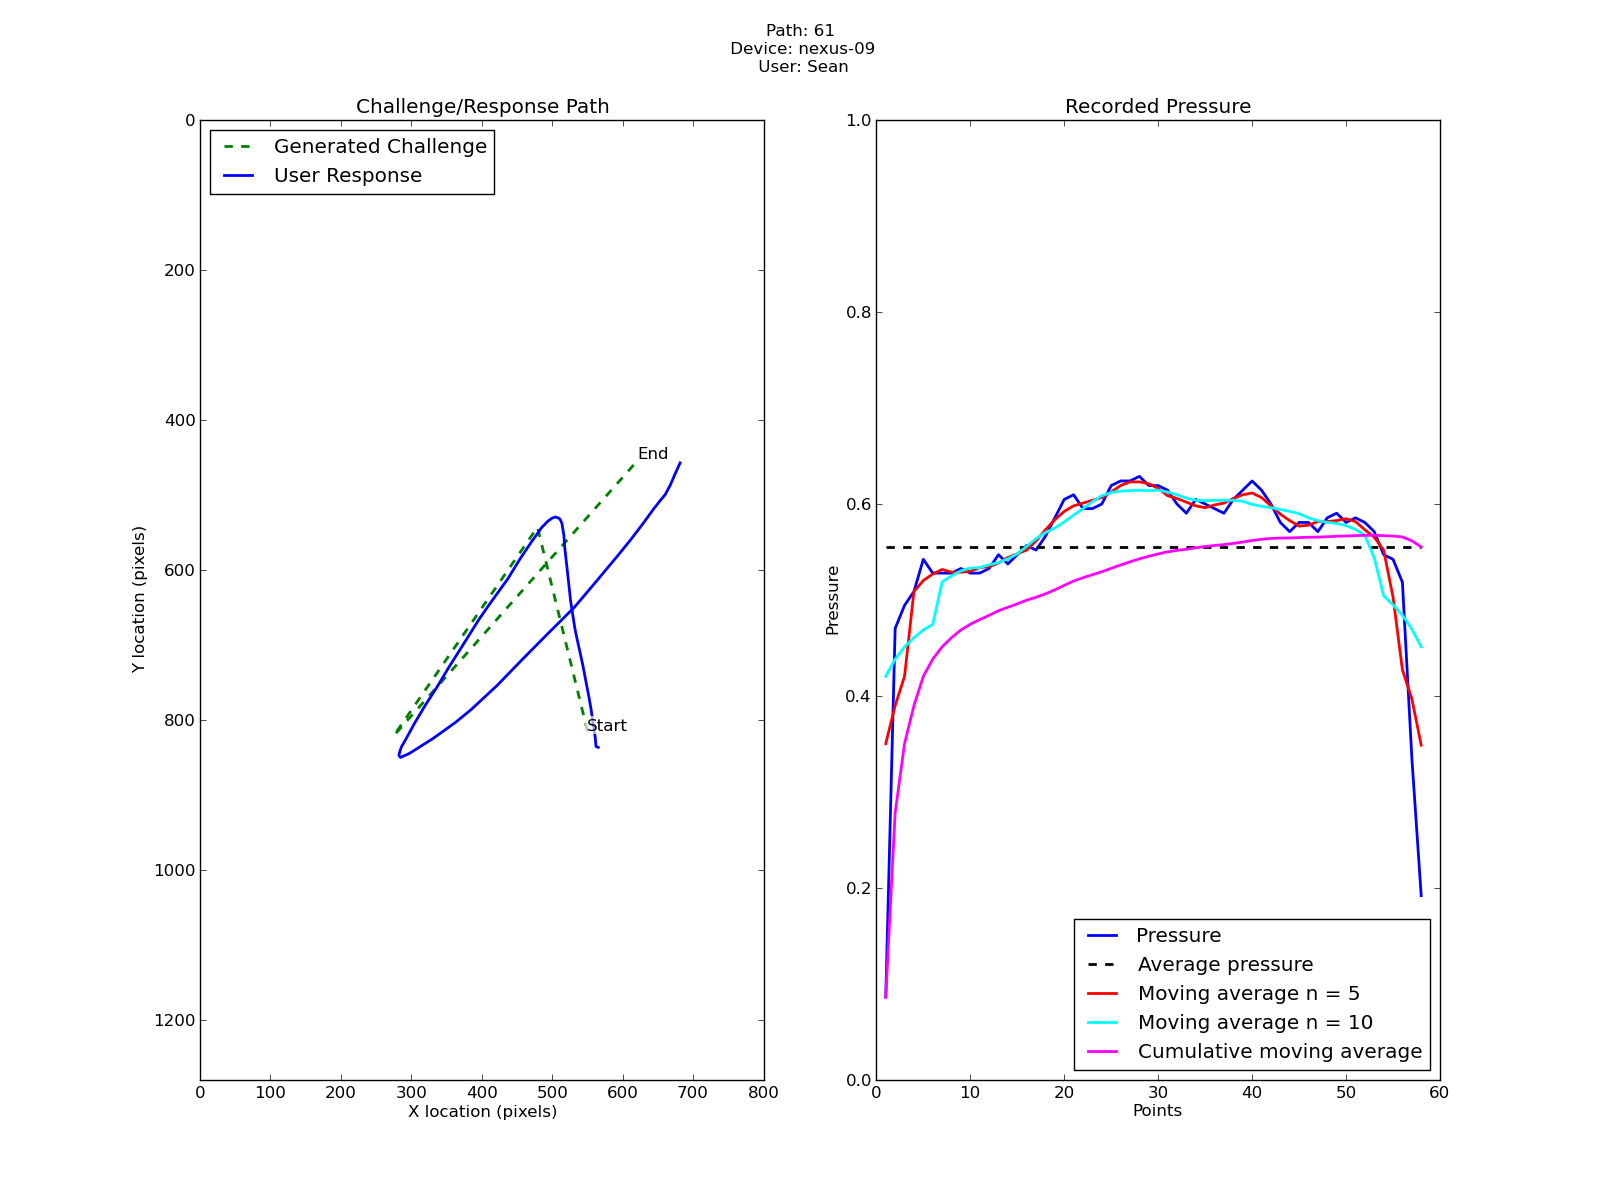 Path: 61
Device: nexus-09
User: Sean
Challenge/Response Path
Generated Challenge
User Response
0
200
400
600
800
1000
1200
Y location (pixels)
End
Start
0 100 200 300 400 500 600 700 800
X location (pixels)
Recorded Pressure
1.0
0.8
0.6
0.4
0.2
0.0
Pressure
Pressure
Average pressure
Moving average n = 5
Moving average n = 10
Cumulative moving average
0 10 20 30 40 50 60
Points